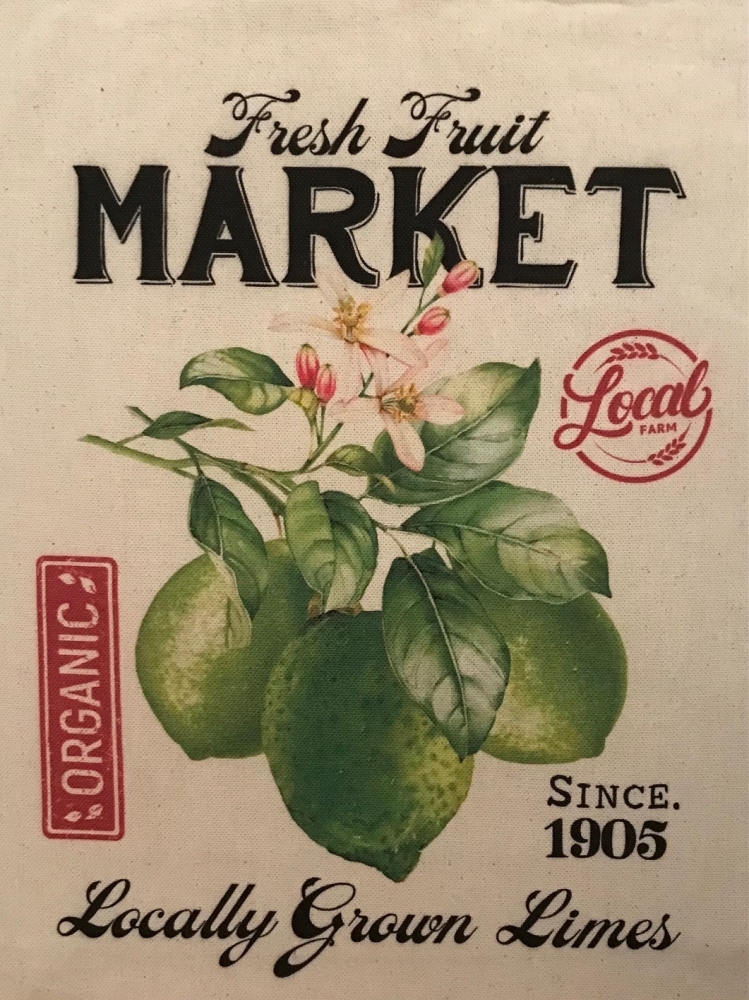 Fresh Fruit
MARKET
Local
FARM
ORGANIC
SINCE.
1905
Locally Grown Limes